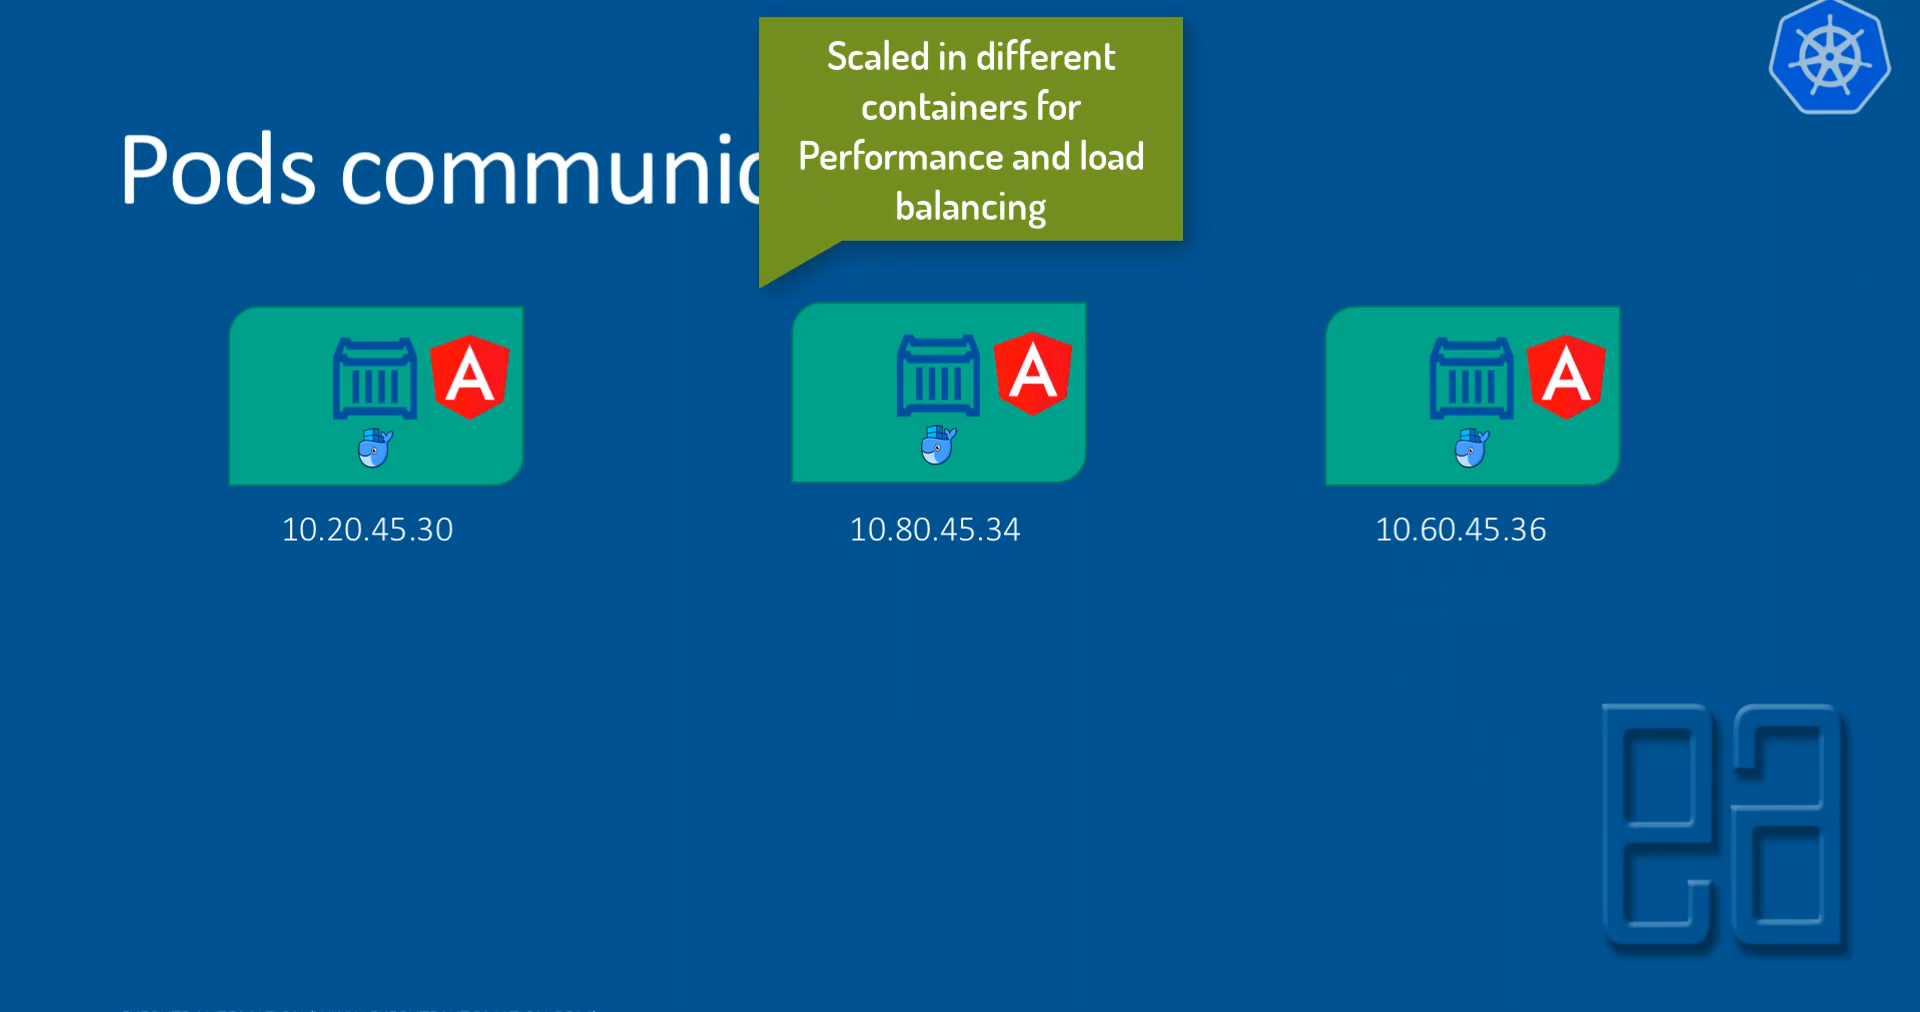 Scaled in different
containers for
Performance and load
balancing
Pods communic
10.20.45.30
10.80.45.34
10.60.45.36
ea